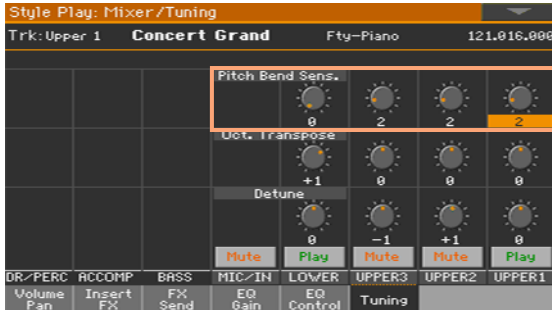 Style Play: Mixer/Tuning
Trk:Upper 1 Concert Grand Fty-Piano 121.016.000
Pitch Bend Sens.
0 2 2 2
Oct. Transpose
+1 0 0 0
Detune
0 -1 +1 0
Mute Play Mute Mute Play
DR/PERC ACCOMP BASS MIC/IN LOWER UPPER3 UPPER2 UPPER1
Volume Pan Insert FX FX Send EQ Gain EQ Control Tuning